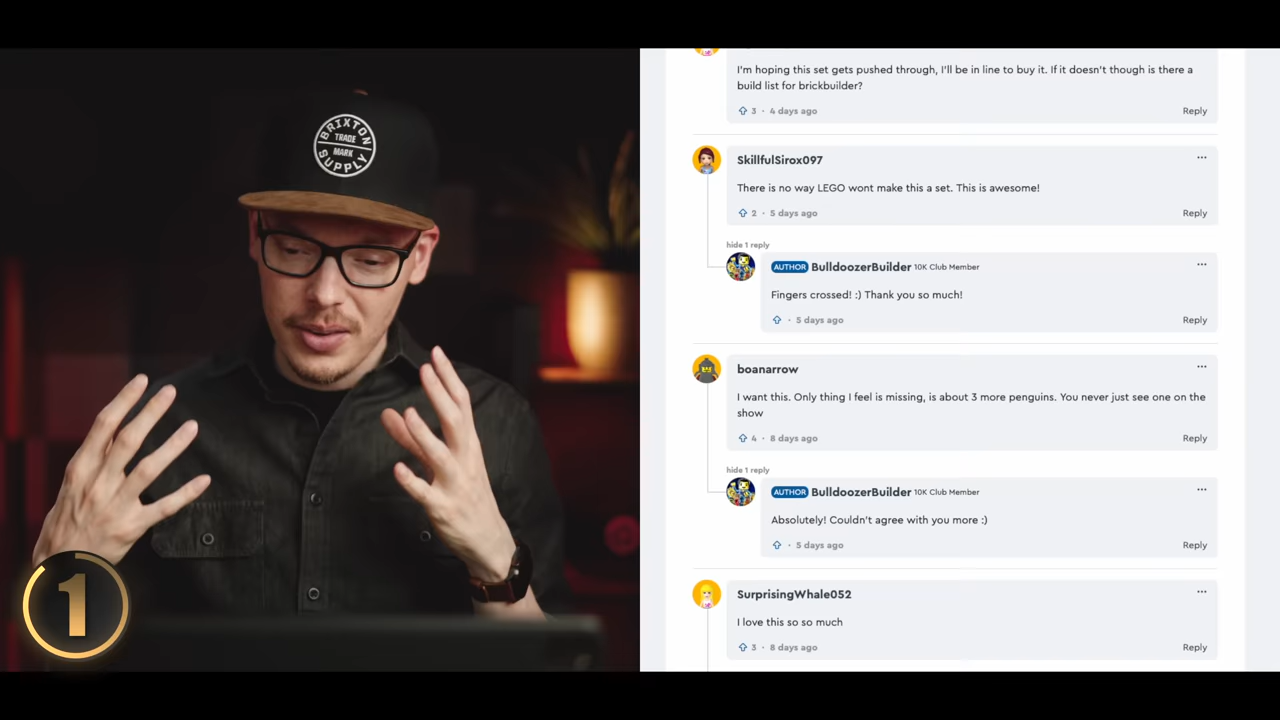 BRIXTON
TRADE
MARK
SUPPLY
1
I'm hoping this set gets pushed through, I'll be in line to buy it. If it doesn't though is there a
build list for brickbuilder?
3 · 4 days ago
Reply
SkillfulSirox097
There is no way LEGO wont make this a set. This is awesome!
2 · 5 days ago
Reply
hide 1 reply
AUTHOR BulldoozerBuilder 10K Club Member
Fingers crossed! :) Thank you so much!
· 5 days ago
Reply
boanarrow
I want this. Only thing I feel is missing, is about 3 more penguins. You never just see one on the
show
4 · 8 days ago
Reply
hide 1 reply
AUTHOR BulldoozerBuilder 10K Club Member
Absolutely! Couldn't agree with you more :)
· 5 days ago
Reply
SurprisingWhale052
I love this so so much
3 · 8 days ago
Reply